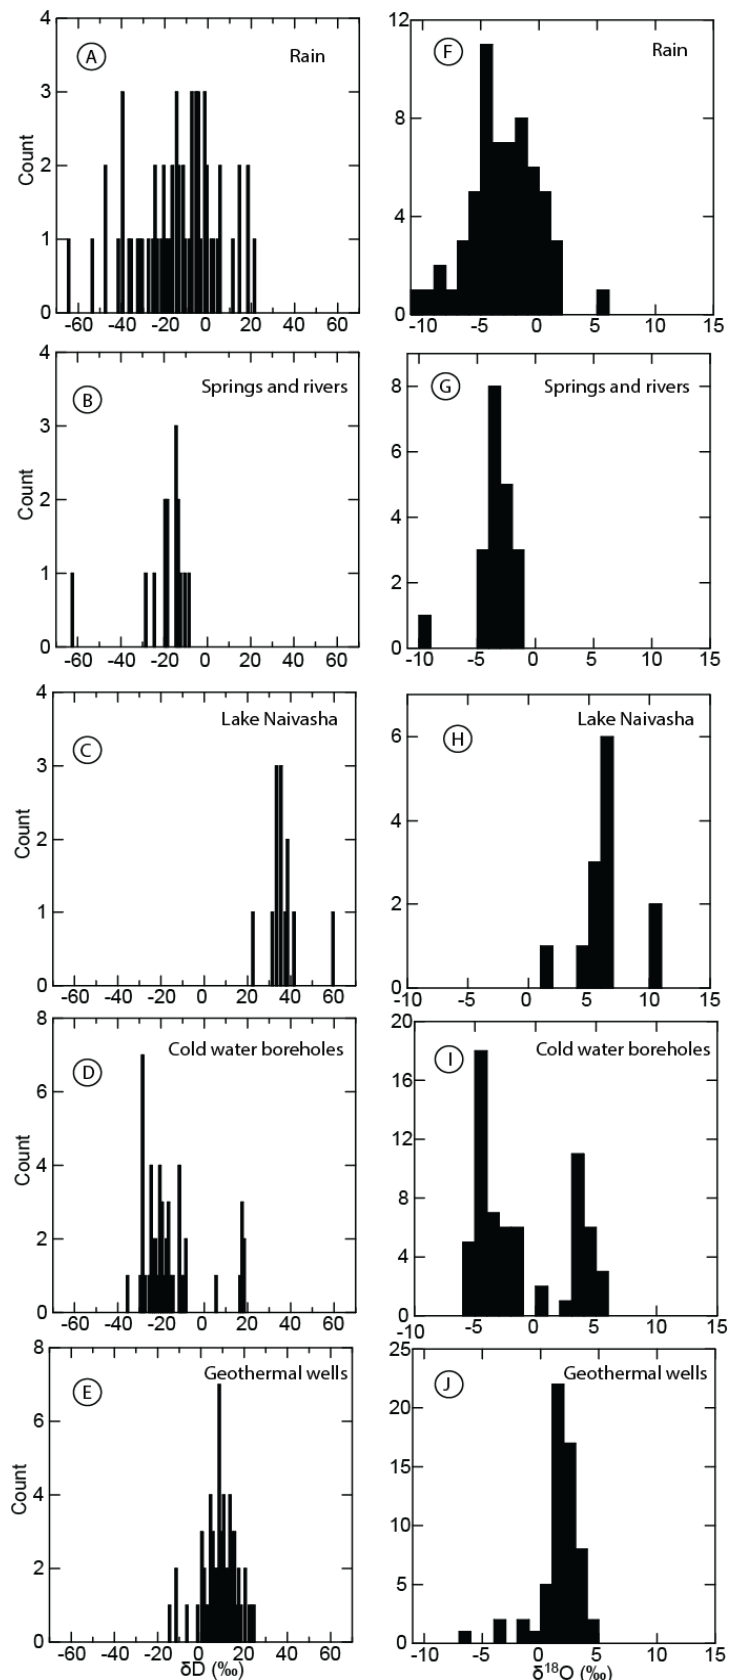 4
3
2
1
0
Count
A
Rain
-60 -40 -20 0 20 40 60
12
8
4
0
F
Rain
-10 -5 0 5 10 15
4
3
2
1
0
Count
B
Springs and rivers
-60 -40 -20 0 20 40 60
8
6
4
2
0
G
Springs and rivers
-10 -5 0 5 10 15
4
3
2
1
0
Count
C
Lake Naivasha
-60 -40 -20 0 20 40 60
6
4
2
0
H
Lake Naivasha
-10 -5 0 5 10 15
8
6
4
2
0
Count
D
Cold water boreholes
-60 -40 -20 0 20 40 60
20
16
12
8
4
0
I
Cold water boreholes
-10 -5 0 5 10 15
8
6
4
2
0
Count
E
Geothermal wells
-60 -40 -20 0 20 40 60
δD (‰)
25
20
15
10
5
0
J
Geothermal wells
-10 -5 0 5 10 15
δ¹⁸O (‰)